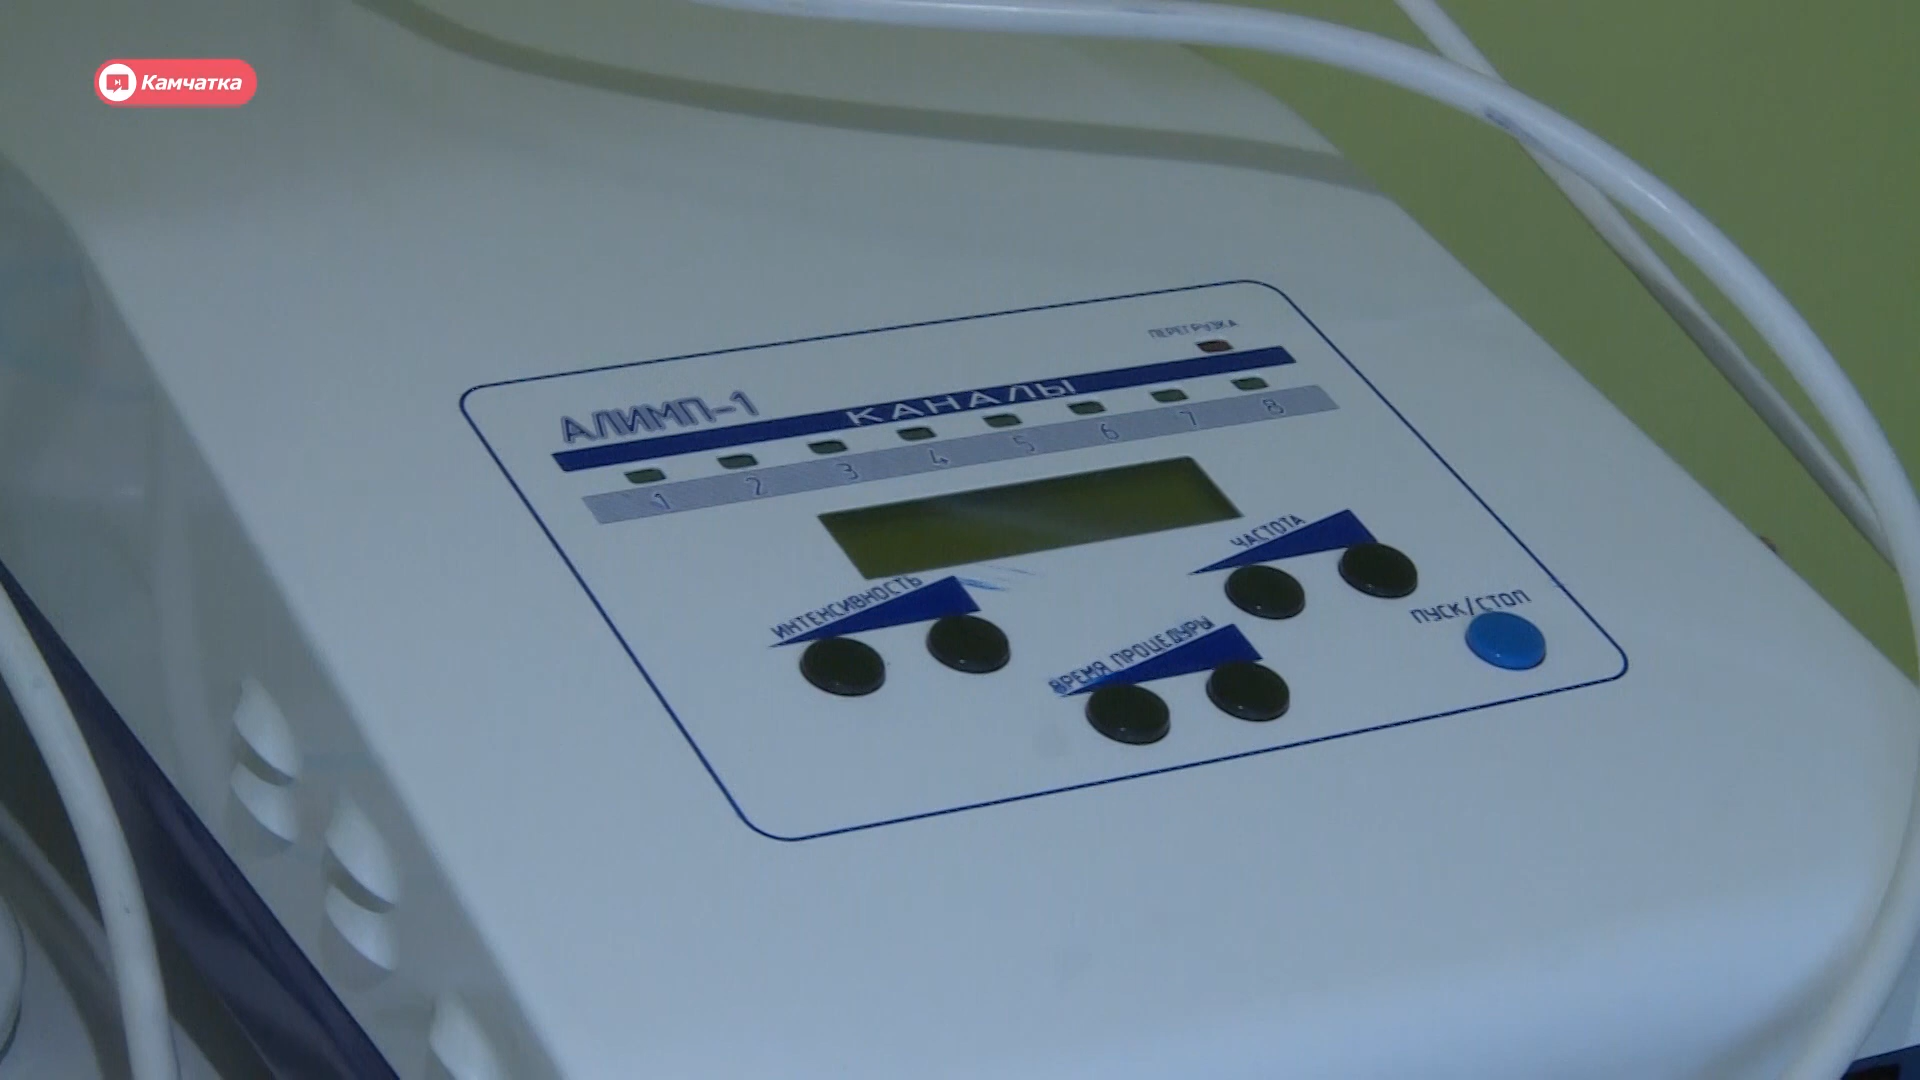 Камчатка
ПЕРЕГРУЗКА
АЛИМП-1
КАНАЛЫ
1 2 3 4 5 6 7 8
ЧАСТОТА
ИНТЕНСИВНОСТЬ
ПУСК/СТОП
ВРЕМЯ ПРОЦЕДУРЫ